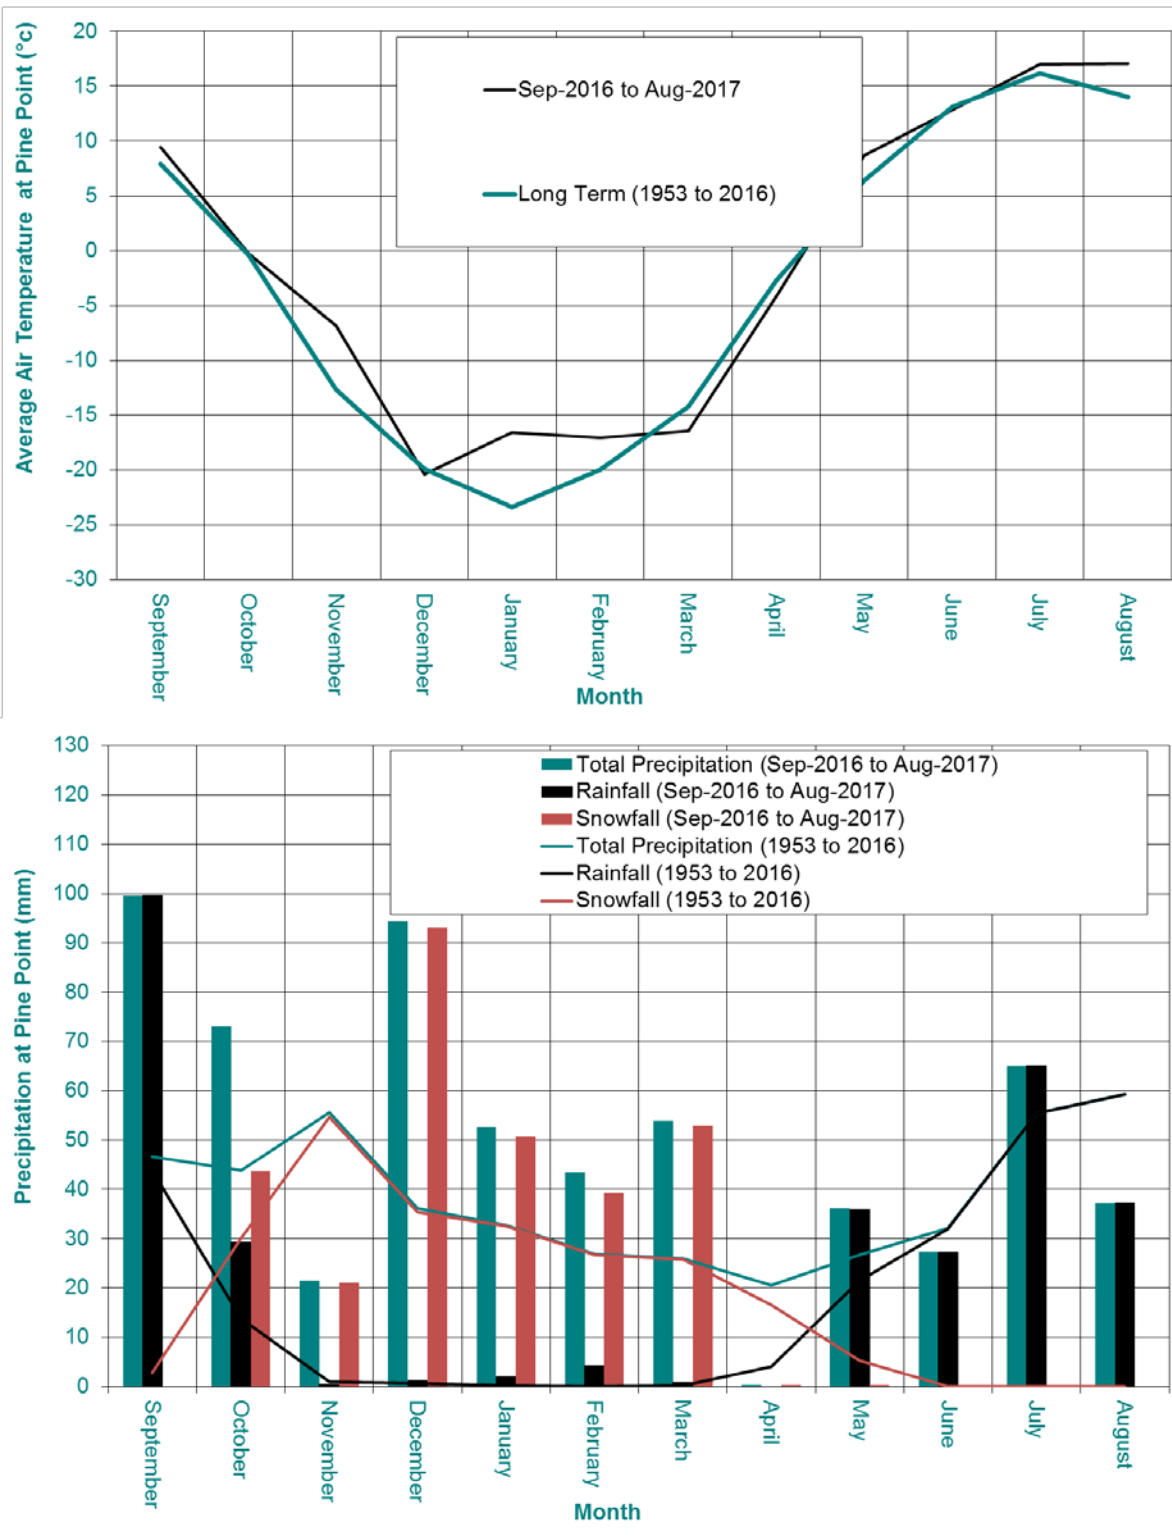 Average Air Temperature at Pine Point (°c)
20
15
10
5
0
-5
-10
-15
-20
-25
-30
Sep-2016 to Aug-2017
Long Term (1953 to 2016)
September
October
November
December
January
February
March
April
May
June
July
August
Month
Precipitation at Pine Point (mm)
130
120
110
100
90
80
70
60
50
40
30
20
10
0
Total Precipitation (Sep-2016 to Aug-2017)
Rainfall (Sep-2016 to Aug-2017)
Snowfall (Sep-2016 to Aug-2017)
Total Precipitation (1953 to 2016)
Rainfall (1953 to 2016)
Snowfall (1953 to 2016)
September
October
November
December
January
February
March
April
May
June
July
August
Month